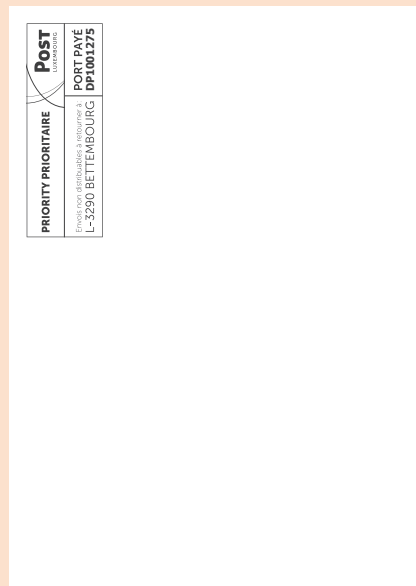 PRIORITY PRIORITAIRE
Post
LUXEMBOURG
Envois non distribuables à retourner à
L-3290 BETTEMBOURG
PORT PAYÉ
DP1001275